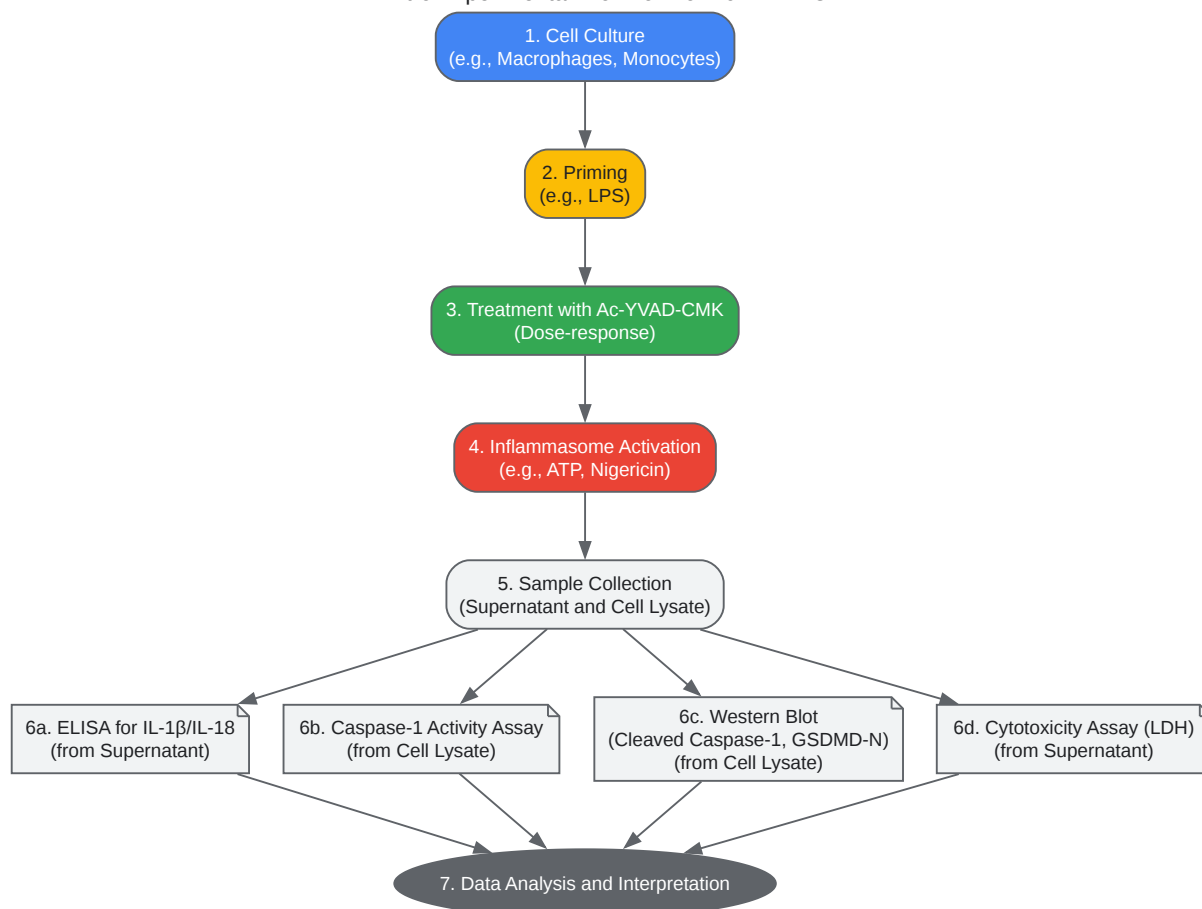 1. Cell Culture
(e.g., Macrophages, Monocytes)
2. Priming
(e.g., LPS)
3. Treatment with Ac-YVAD-CMK
(Dose-response)
4. Inflammasome Activation
(e.g., ATP, Nigericin)
5. Sample Collection
(Supernatant and Cell Lysate)
6a. ELISA for IL-1β/IL-18
(from Supernatant)
6b. Caspase-1 Activity Assay
(from Cell Lysate)
6c. Western Blot
(Cleaved Caspase-1, GSDMD-N)
(from Cell Lysate)
6d. Cytotoxicity Assay (LDH)
(from Supernatant)
7. Data Analysis and Interpretation